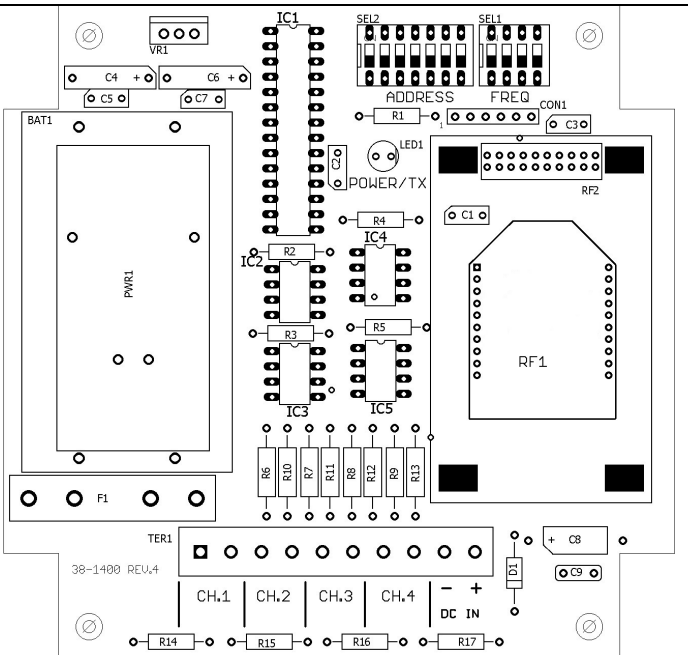 IC1
SEL2
SEL1
ON
ON
VR1
C4 +
C6 +
C5
C7
ADDRESS
FREQ
CON1
BAT1
R1
1
C3
LED1
C2
POWER/TX
RF2
C1
R4
IC4
R2
IC2
PWR1
R5
R3
RF1
IC3
IC5
R6
R10
R7
R11
R8
R12
R9
R13
F1
TER1
+ C8
D1
C9
38-1400 REV.4
CH.1
CH.2
CH.3
CH.4
- +
DC IN
R14
R15
R16
R17